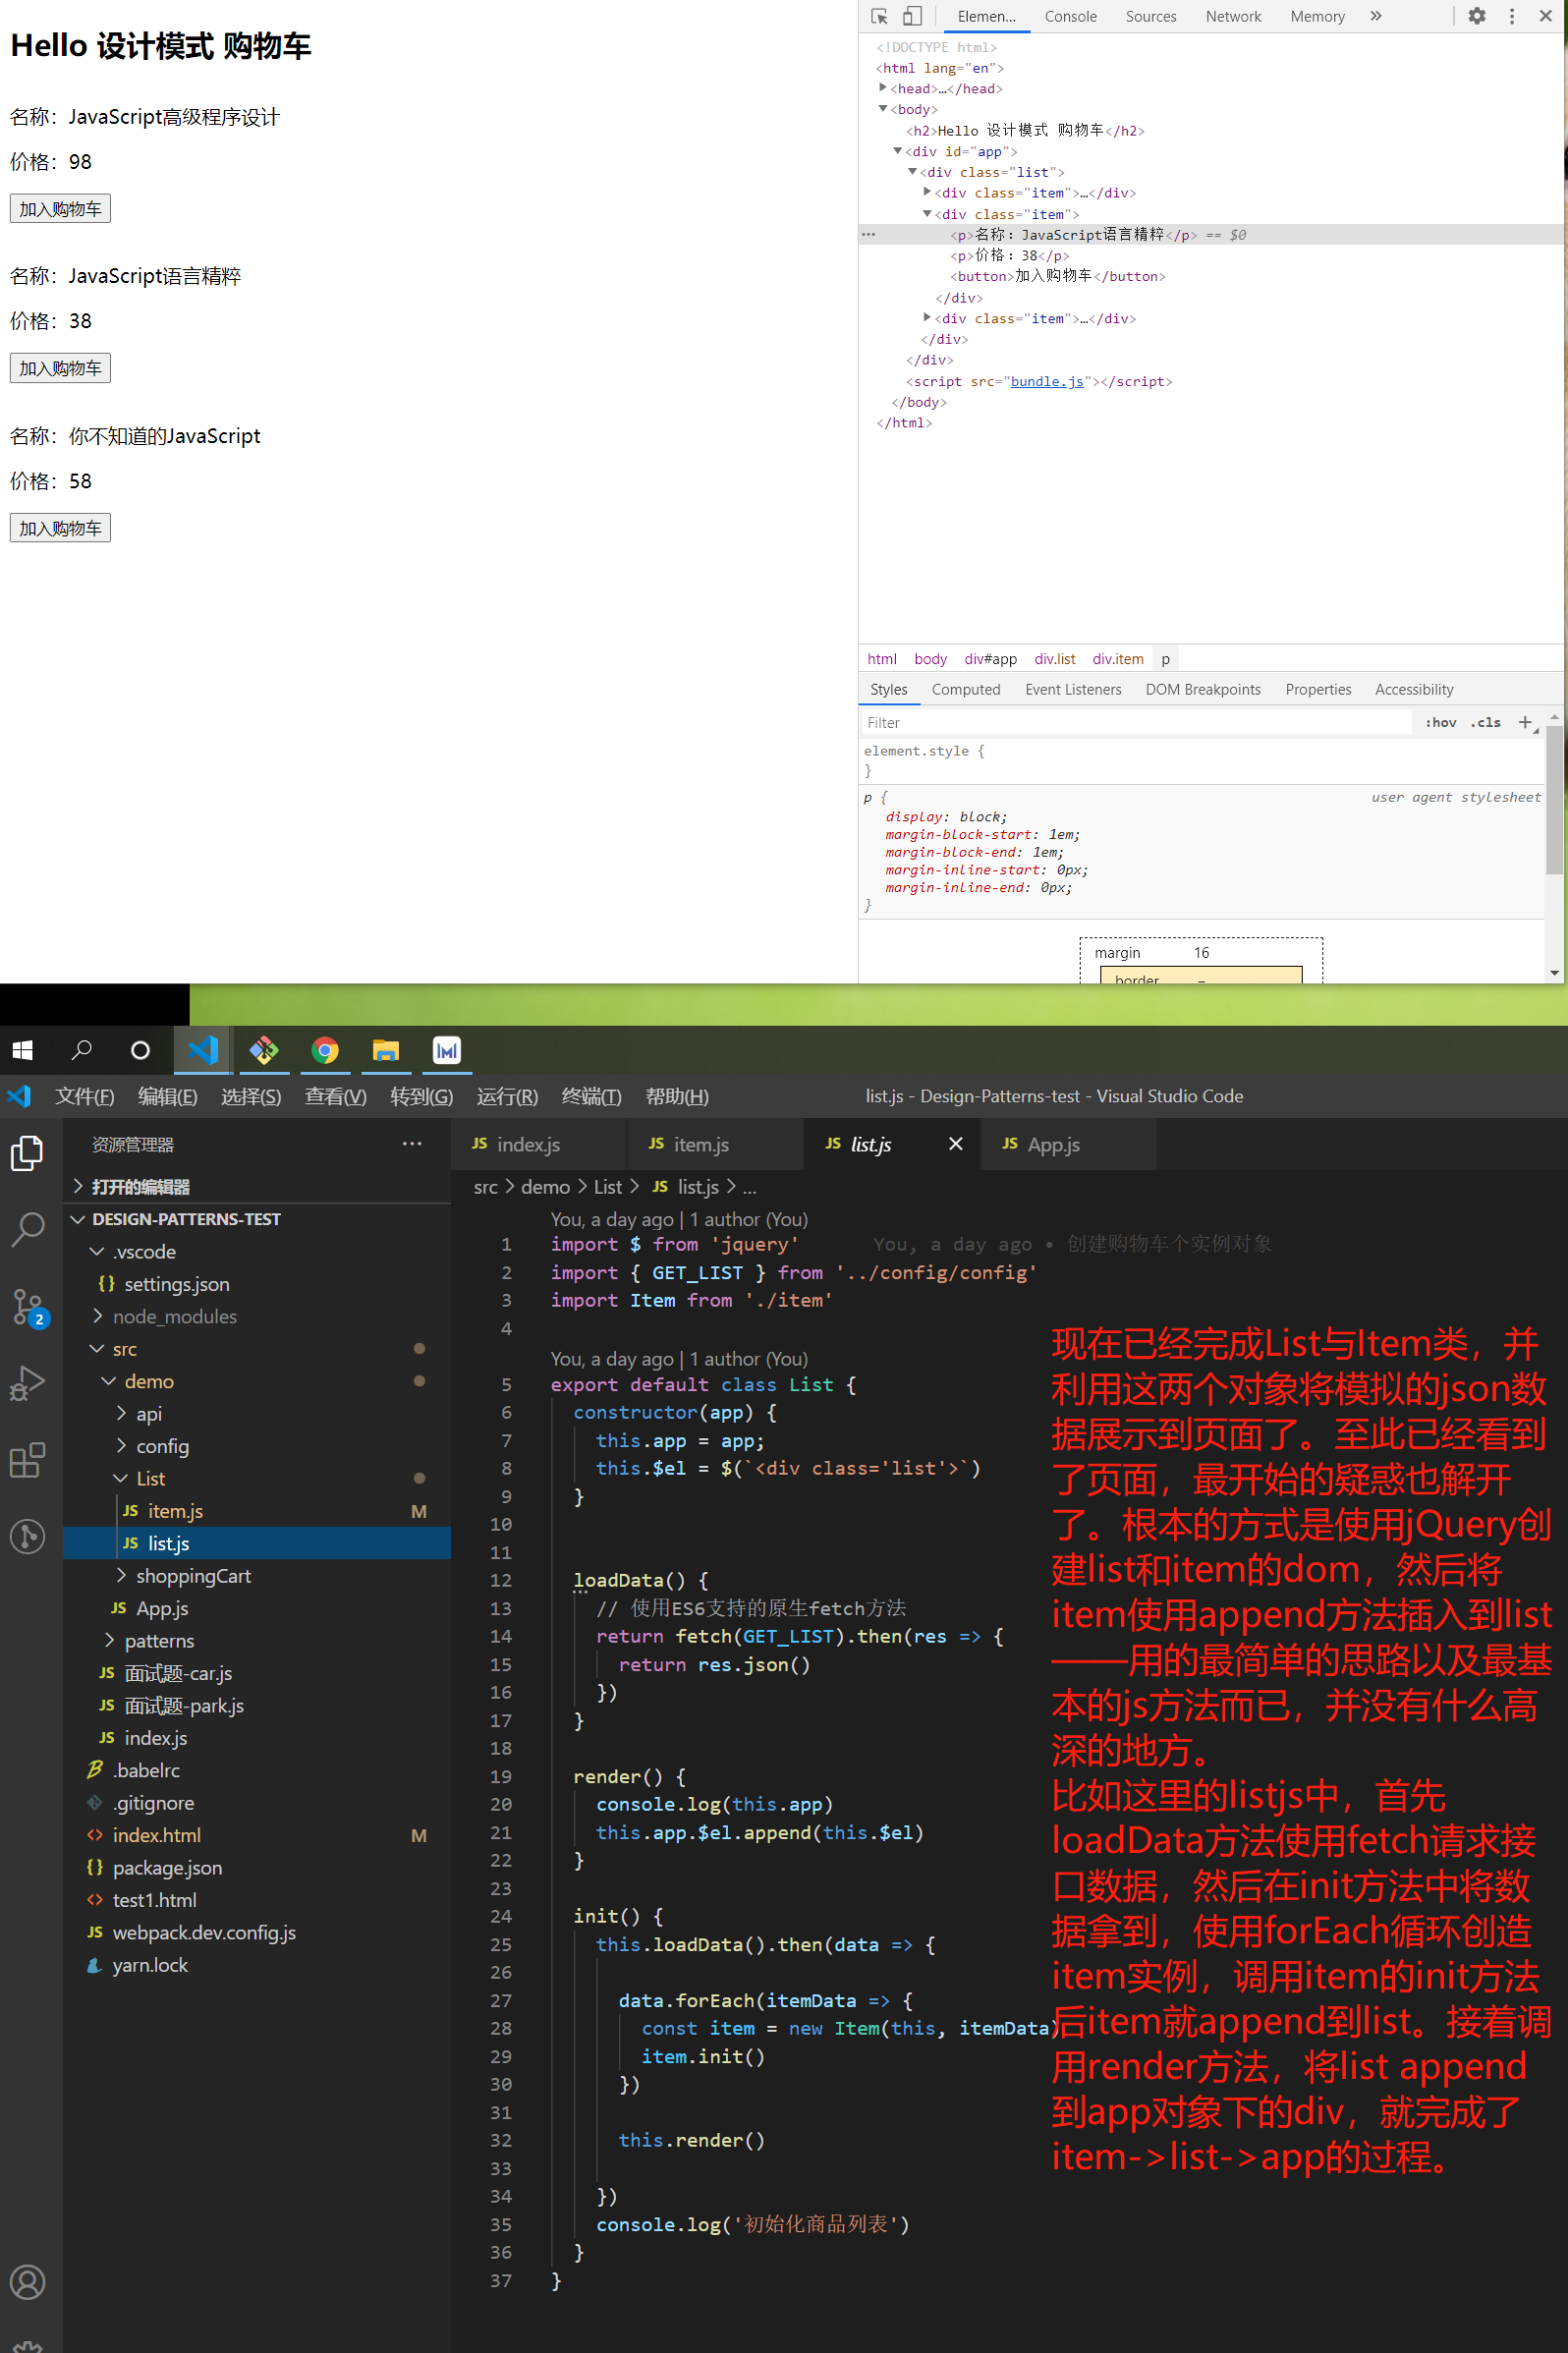 Hello 设计模式 购物车
名称：JavaScript高级程序设计
价格：98
加入购物车
名称：JavaScript语言精粹
价格：38
加入购物车
名称：你不知道的JavaScript
价格：58
加入购物车
Elemen... Console Sources Network Memory »
<!DOCTYPE html>
<html lang="en">
<head>…</head>
<body>
<h2>Hello 设计模式 购物车</h2>
<div id="app">
<div class="list">
<div class="item">…</div>
<div class="item">
<p>名称：JavaScript语言精粹</p> == $0
<p>价格：38</p>
<button>加入购物车</button>
</div>
<div class="item">…</div>
</div>
</div>
<script src="bundle.js"></script>
</body>
</html>
html body div#app div.list div.item p
Styles Computed Event Listeners DOM Breakpoints Properties Accessibility
Filter :hov .cls +
element.style {
}
p { user agent stylesheet
display: block;
margin-block-start: 1em;
margin-block-end: 1em;
margin-inline-start: 0px;
margin-inline-end: 0px;
}
margin 16
border –
文件(F) 编辑(E) 选择(S) 查看(V) 转到(G) 运行(R) 终端(T) 帮助(H) list.js - Design-Patterns-test - Visual Studio Code
资源管理器 ···
打开的编辑器
DESIGN-PATTERNS-TEST
.vscode
{} settings.json
node_modules
src
demo
api
config
List
JS item.js M
JS list.js
shoppingCart
JS App.js
patterns
JS 面试题-car.js
JS 面试题-park.js
JS index.js
.babelrc
.gitignore
<> index.html M
{} package.json
<> test1.html
JS webpack.dev.config.js
yarn.lock
2
JS index.js JS item.js JS list.js JS App.js
src > demo > List > JS list.js > ...
You, a day ago | 1 author (You)
1 import $ from 'jquery' You, a day ago • 创建购物车个实例对象
2 import { GET_LIST } from '../config/config'
3 import Item from './item'
4
You, a day ago | 1 author (You)
5 export default class List {
6 constructor(app) {
7 this.app = app;
8 this.$el = $(`<div class='list'>`)
9 }
10
11
12 loadData() {
13 // 使用ES6支持的原生fetch方法
14 return fetch(GET_LIST).then(res => {
15 return res.json()
16 })
17 }
18
19 render() {
20 console.log(this.app)
21 this.app.$el.append(this.$el)
22 }
23
24 init() {
25 this.loadData().then(data => {
26
27 data.forEach(itemData => {
28 const item = new Item(this, itemData)
29 item.init()
30 })
31
32 this.render()
33
34 })
35 console.log('初始化商品列表')
36 }
37 }
现在已经完成List与Item类，并
利用这两个对象将模拟的json数
据展示到页面了。至此已经看到
了页面，最开始的疑惑也解开
了。根本的方式是使用jQuery创
建list和item的dom，然后将
item使用append方法插入到list
——用的最简单的思路以及最基
本的js方法而已，并没有什么高
深的地方。
比如这里的listjs中，首先
loadData方法使用fetch请求接
口数据，然后在init方法中将数
据拿到，使用forEach循环创造
item实例，调用item的init方法
后item就append到list。接着调
用render方法，将list append
到app对象下的div，就完成了
item->list->app的过程。